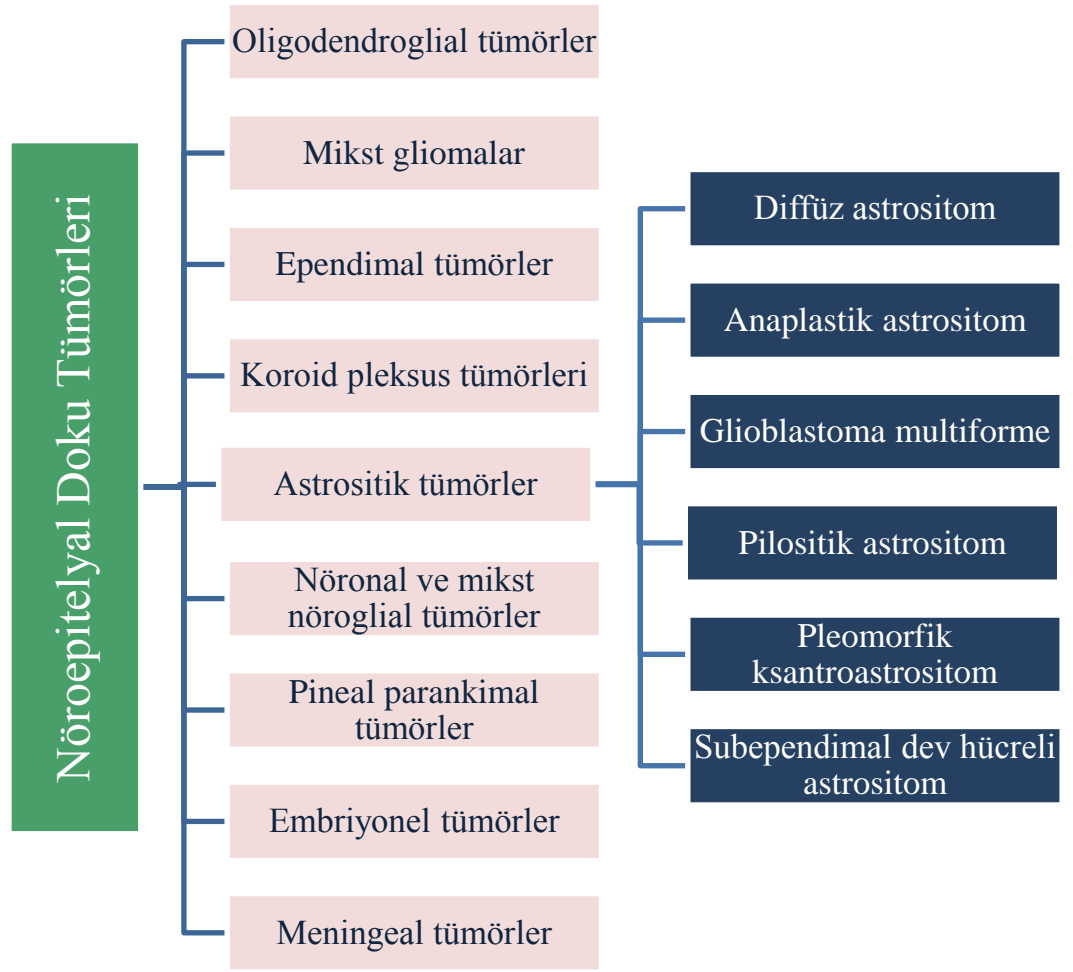 Nöroepitelyal Doku Tümörleri
Oligodendroglial tümörler
Mikst gliomalar
Ependimal tümörler
Koroid pleksus tümörleri
Astrositik tümörler
Nöronal ve mikst
nöroglial tümörler
Pineal parankimal
tümörler
Embriyonel tümörler
Meningeal tümörler
Diffüz astrositom
Anaplastik astrositom
Glioblastoma multiforme
Pilositik astrositom
Pleomorfik
ksantroastrositom
Subependimal dev hücreli
astrositom